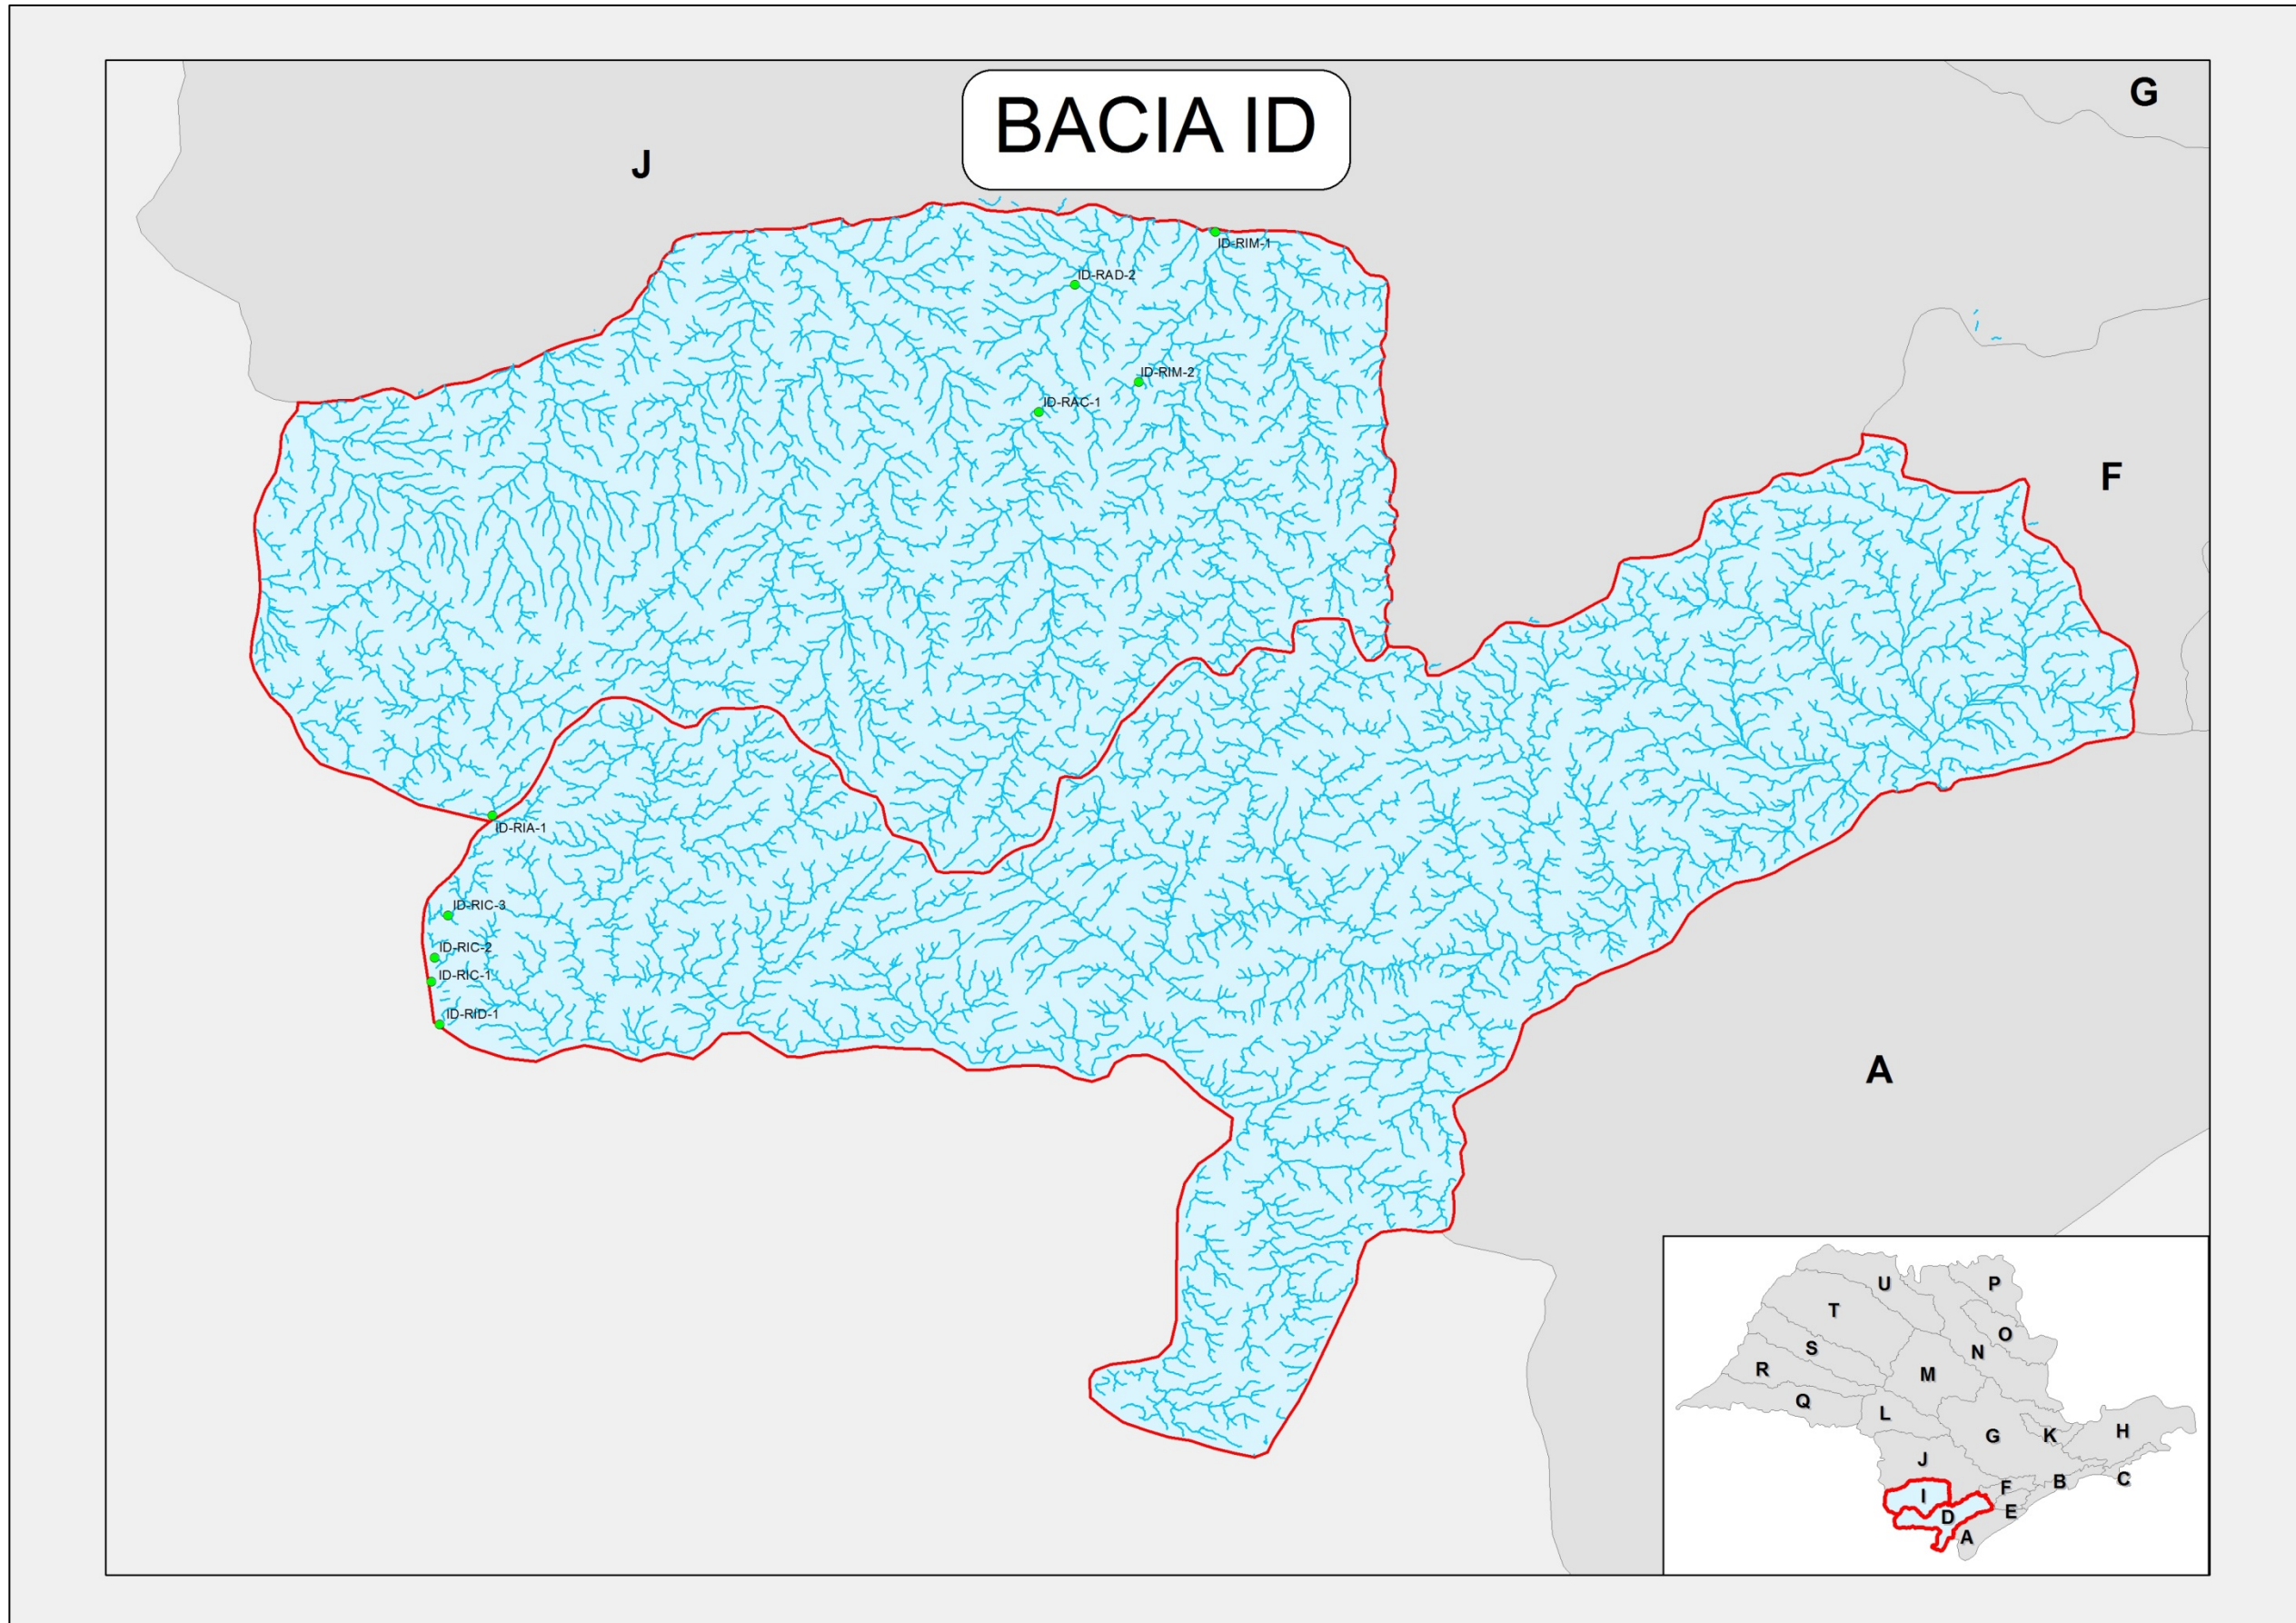 BACIA ID
G
J
ID-RIM-1
ID-RAD-2
ID-RIM-2
ID-RAC-1
F
ID-RIA-1
ID-RIC-3
ID-RIC-2
ID-RIC-1
ID-RID-1
A
U
P
T
O
S
N
R
M
Q
L
H
G
K
J
C
B
F
I
E
D
A